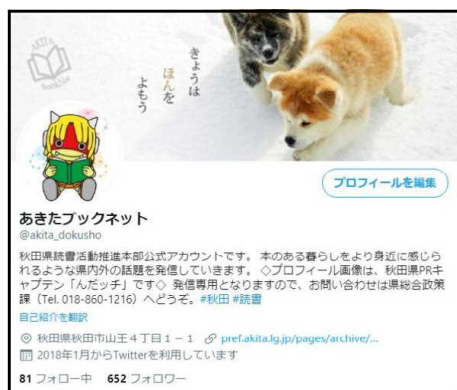 AKITA
BookNet
きょうは
ほんを
よもう
プロフィールを編集
あきたブックネット
@akita_dokusho
秋田県読書活動推進本部公式アカウントです。 本のある暮らしをより身近に感じら
れるような県内外の話題を発信していきます。 ◇プロフィール画像は、秋田県PRキ
ャプテン「んだッチ」です◇ 発信専用となりますので、お問い合わせは県総合政策
課（Tel. 018-860-1216）へどうぞ。#秋田 #読書
自己紹介を翻訳
秋田県秋田市山王４丁目１－１ pref.akita.lg.jp/pages/archive/...
2018年1月からTwitterを利用しています
81 フォロー中 652 フォロワー